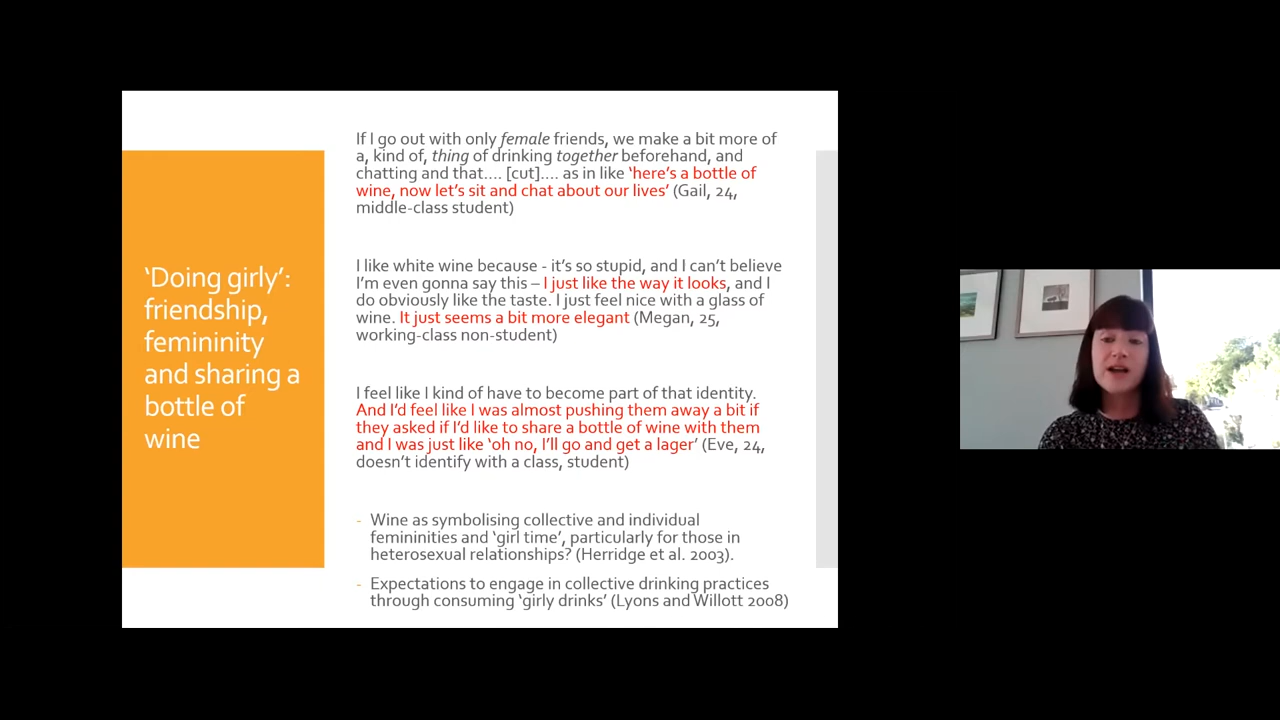 ‘Doing girly’:
friendship,
femininity
and sharing a
bottle of
wine
If I go out with only female friends, we make a bit more of
a, kind of, thing of drinking together beforehand, and
chatting and that…. [cut]…. as in like ‘here’s a bottle of
wine, now let’s sit and chat about our lives’ (Gail, 24,
middle-class student)
I like white wine because - it’s so stupid, and I can’t believe
I’m even gonna say this – I just like the way it looks, and I
do obviously like the taste. I just feel nice with a glass of
wine. It just seems a bit more elegant (Megan, 25,
working-class non-student)
I feel like I kind of have to become part of that identity.
And I’d feel like I was almost pushing them away a bit if
they asked if I’d like to share a bottle of wine with them
and I was just like ‘oh no, I’ll go and get a lager’ (Eve, 24,
doesn’t identify with a class, student)
- Wine as symbolising collective and individual
femininities and ‘girl time’, particularly for those in
heterosexual relationships? (Herridge et al. 2003).
- Expectations to engage in collective drinking practices
through consuming ‘girly drinks’ (Lyons and Willott 2008)